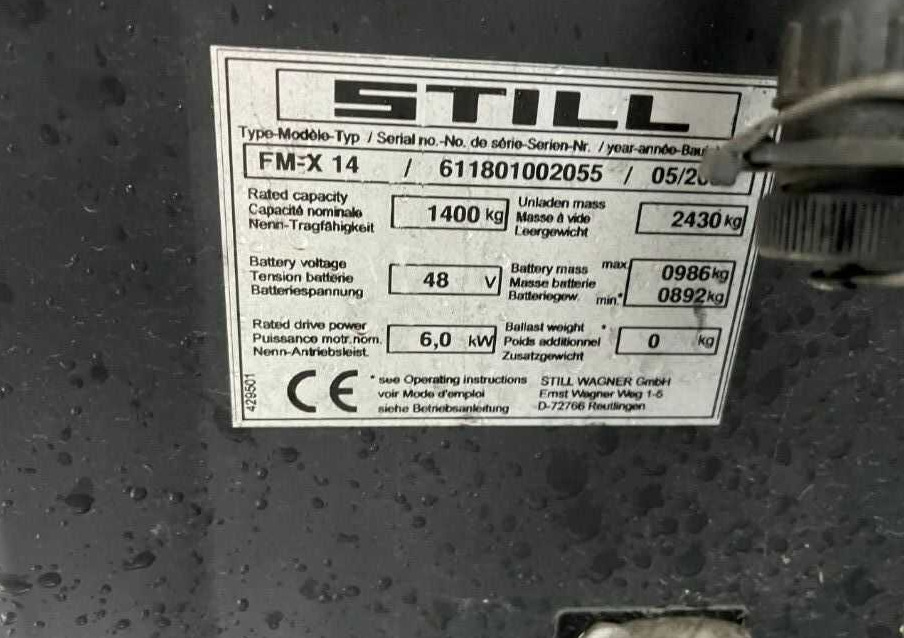 STILL
Type-Modèle-Typ / Serial no.-No. de série-Serien-Nr. / year-année-Bau
FM-X 14 / 611801002055 / 05/20
Rated capacity
Capacité nominale
Nenn-Tragfähigkeit
1400 kg
Unladen mass
Masse à vide
Leergewicht
2430 kg
Battery voltage
Tension batterie
Batteriespannung
48 V
Battery mass max
Masse batterie
Batteriegew. min.*
0986 kg
0892 kg
Rated drive power
Puissance motr.nom.
Nenn-Antriebsleist.
6,0 kW
Ballast weight *
Poids additionnel
Zusatzgewicht
0 kg
429501
CE
* see Operating instructions
voir Mode d'emploi
siehe Betriebsanleitung
STILL WAGNER GmbH
Ernst Wagner Weg 1-5
D-72766 Reutlingen